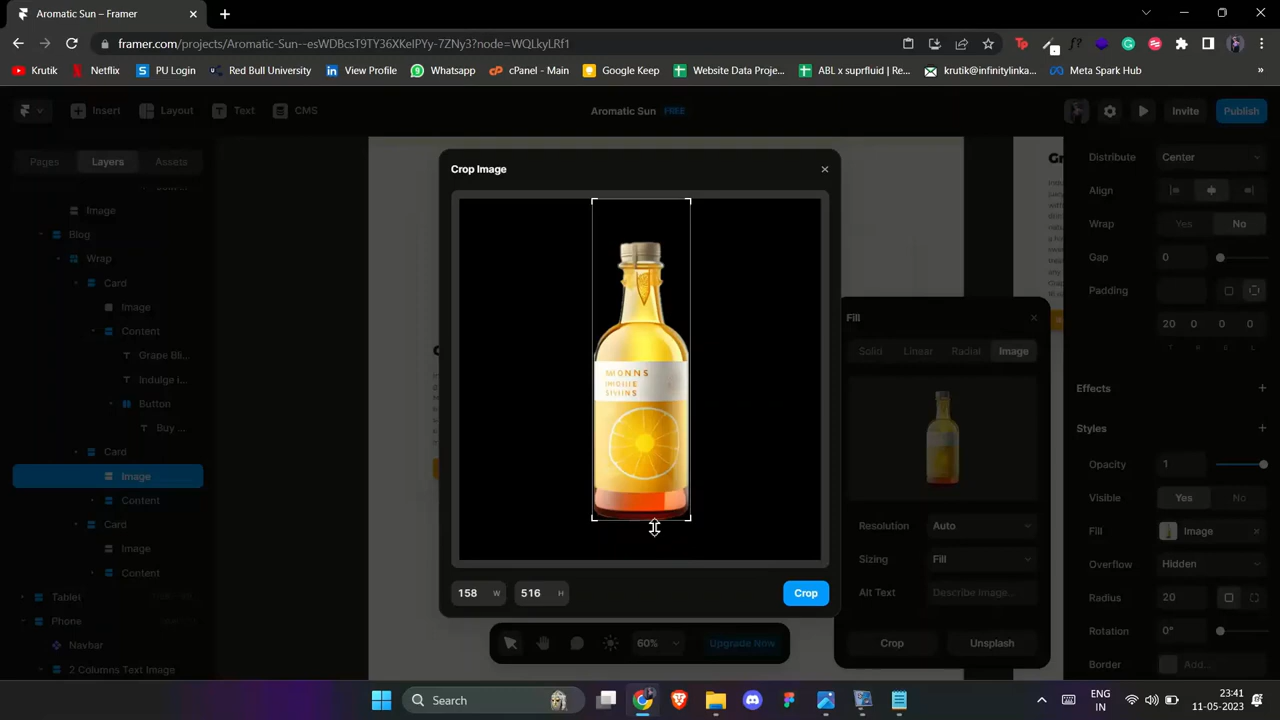 Aromatic Sun – Framer
framer.com/projects/Aromatic-Sun--esWDBcsT9TY36XKelPYy-7ZNy3?node=WQLkyLRf1
Krutik
Netflix
PU Login
Red Bull University
View Profile
Whatsapp
cPanel - Main
Google Keep
Website Data Proje...
ABL x suprfluid | Re...
krutik@infinitylinka...
Meta Spark Hub
»
Insert
Layout
Text
CMS
Aromatic Sun FREE
Invite
Publish
Pages
Layers
Assets
Image
Blog
Wrap
Card
Image
Content
Grape Bli...
Indulge i...
Button
Buy ...
Card
Image
Content
Card
Image
Content
Tablet
Phone
Navbar
2 Columns Text Image
Crop Image
158 W
516 H
Crop
60%
Upgrade Now
Fill
Solid
Linear
Radial
Image
Resolution
Auto
Sizing
Fill
Alt Text
Describe Image...
Crop
Unsplash
Distribute
Center
Align
Wrap
Yes
No
Gap
0
Padding
20 0 0 0
T R B L
Effects
Styles
Opacity
1
Visible
Yes
No
Fill
Image
Overflow
Hidden
Radius
20
Rotation
0°
Border
Add...
Search
ENG
IN
23:41
11-05-2023